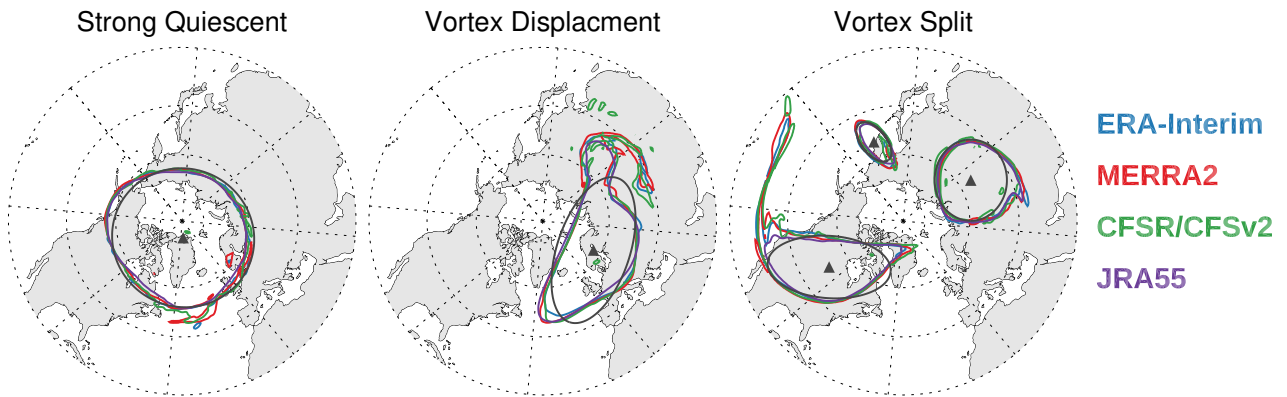 Strong Quiescent
Vortex Displacment
Vortex Split
ERA-Interim
MERRA2
CFSR/CFSv2
JRA55